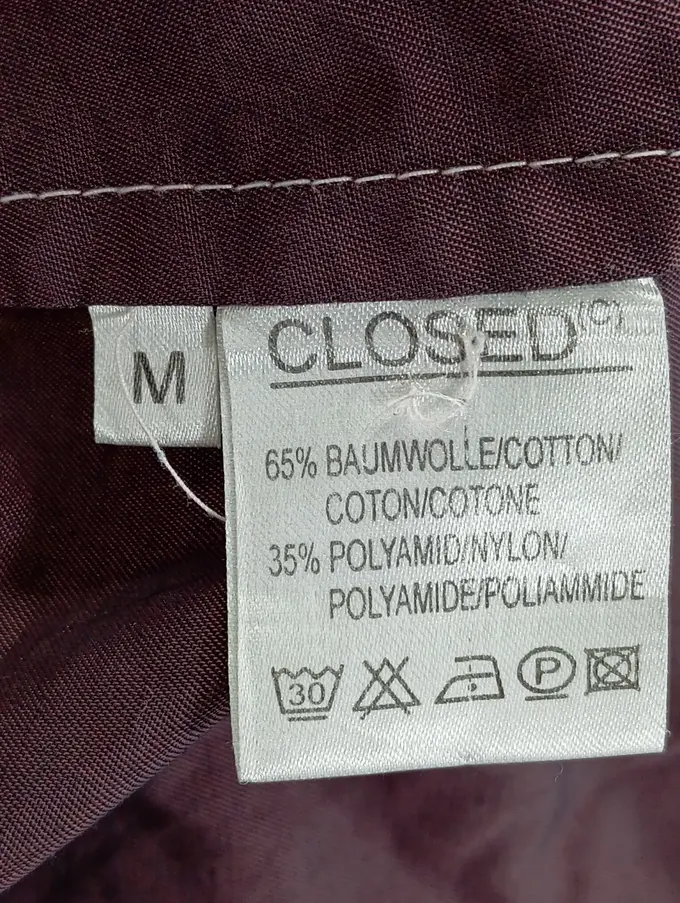 M
CLOSED(C)
65% BAUMWOLLE/COTTON/
COTON/COTONE
35% POLYAMID/NYLON/
POLYAMIDE/POLIAMMIDE
30 P